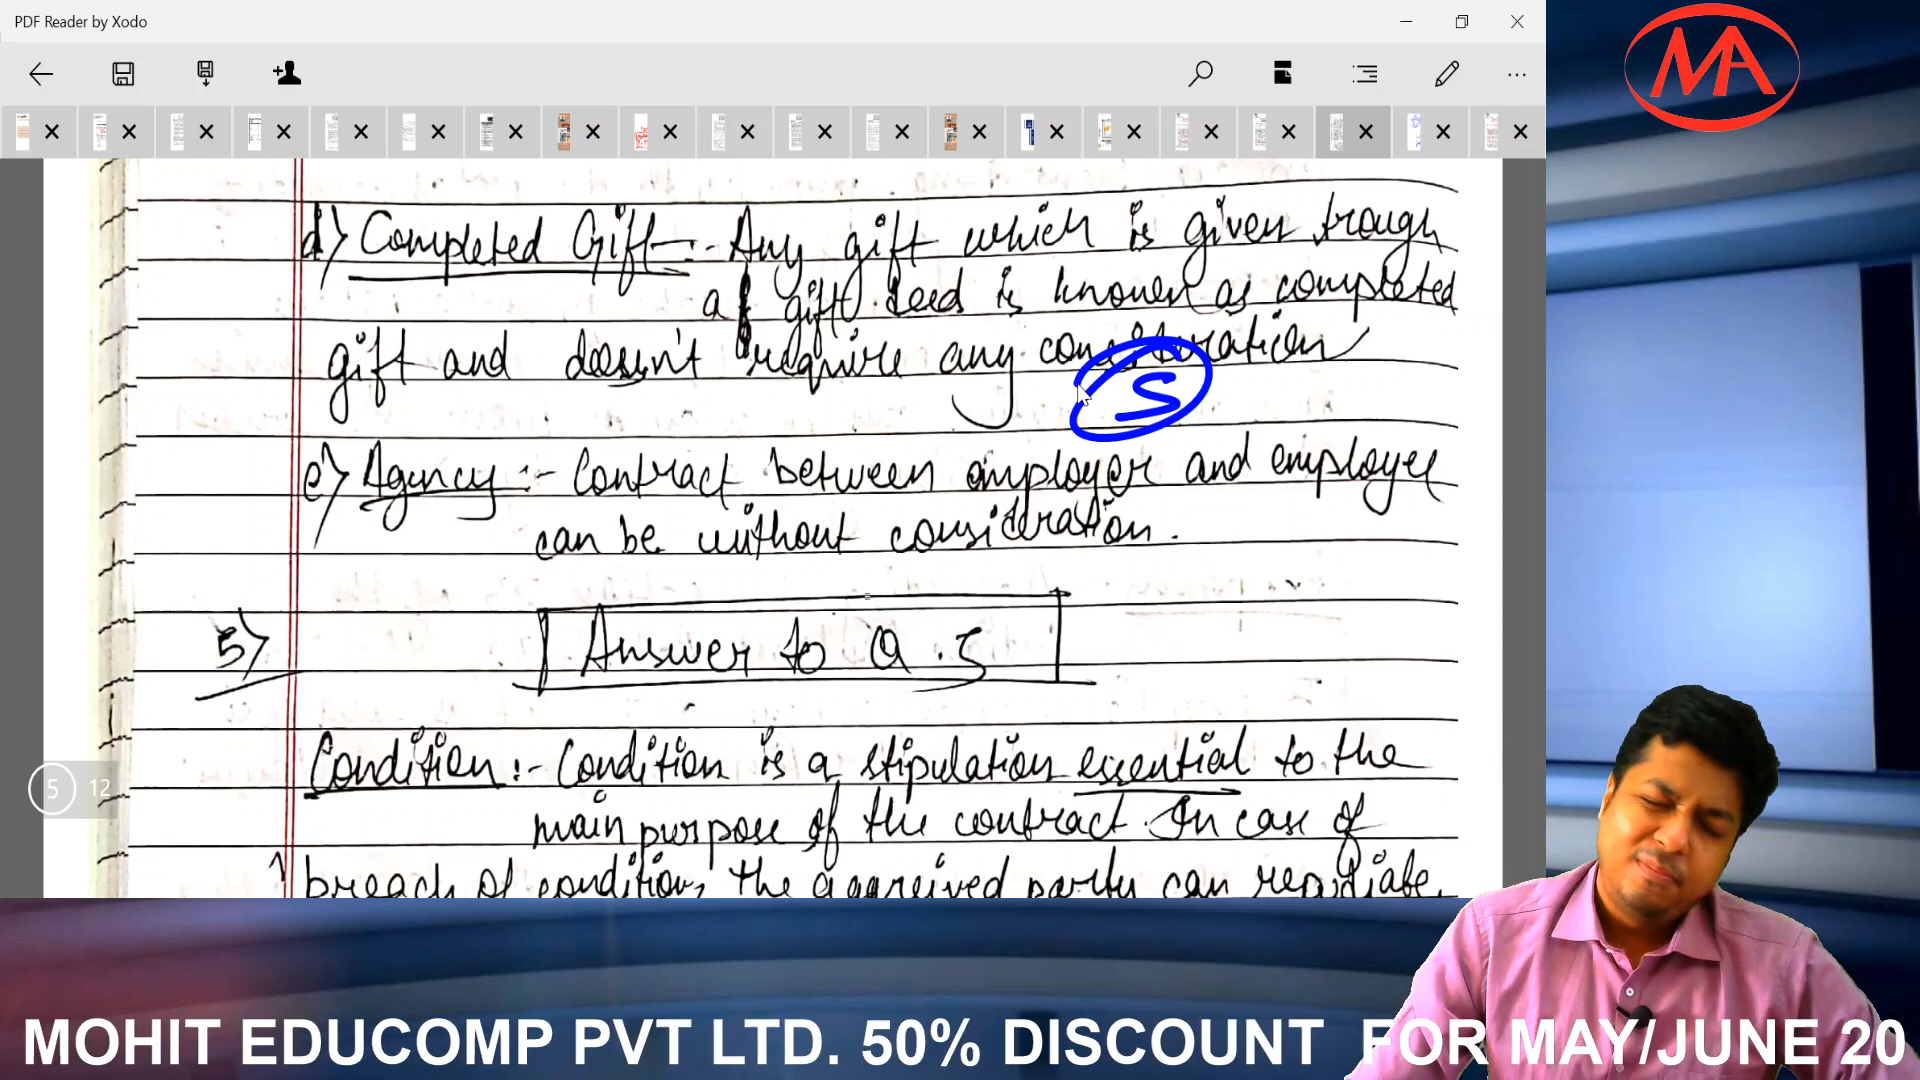 PDF Reader by Xodo
MA
d) Completed Gift :- Any gift which is given trough
a gift deed is known as completed
gift and doesn't require any consideration
5
e) Agency :- Contract between employer and employee
can be without consideration.
5) Answer to Q.5
Condition :- Condition is a stipulation essential to the
main purpose of the contract. In case of
breach of condition, the aggreived party can repudiate
5 12
MOHIT EDUCOMP PVT LTD. 50% DISCOUNT FOR MAY/JUNE 20